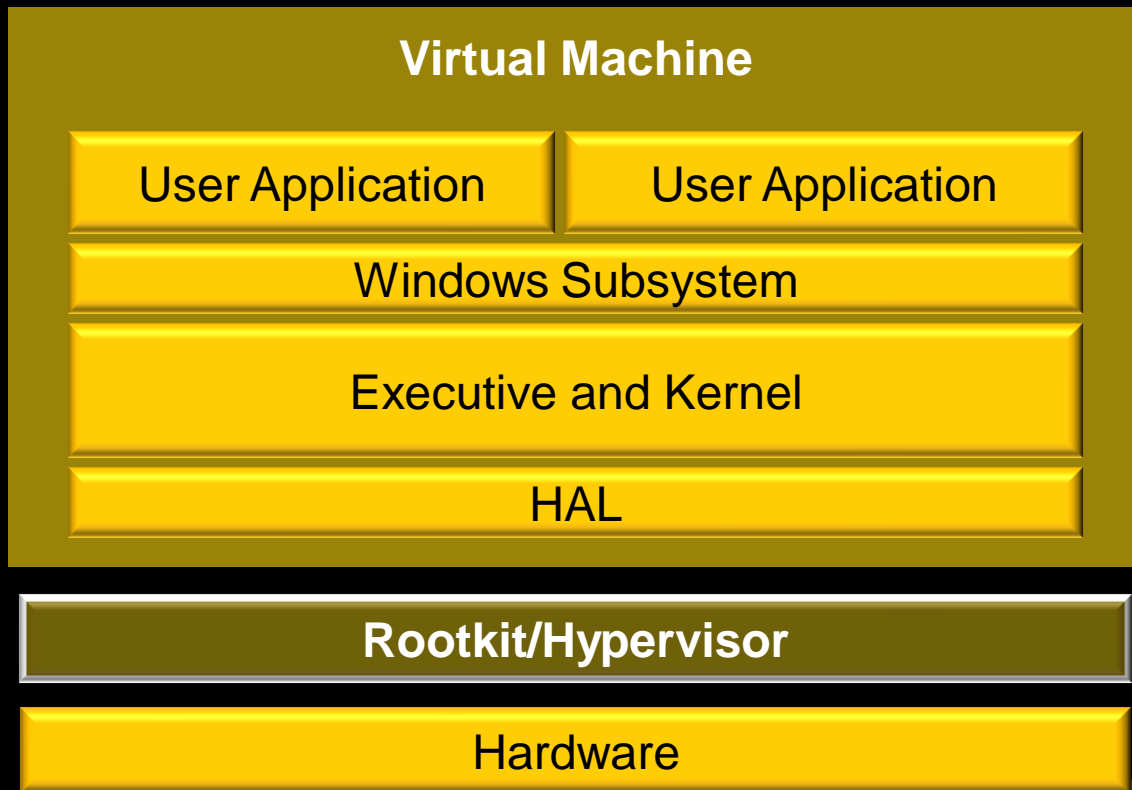 Virtual Machine
User Application
User Application
Windows Subsystem
Executive and Kernel
HAL
Rootkit/Hypervisor
Hardware